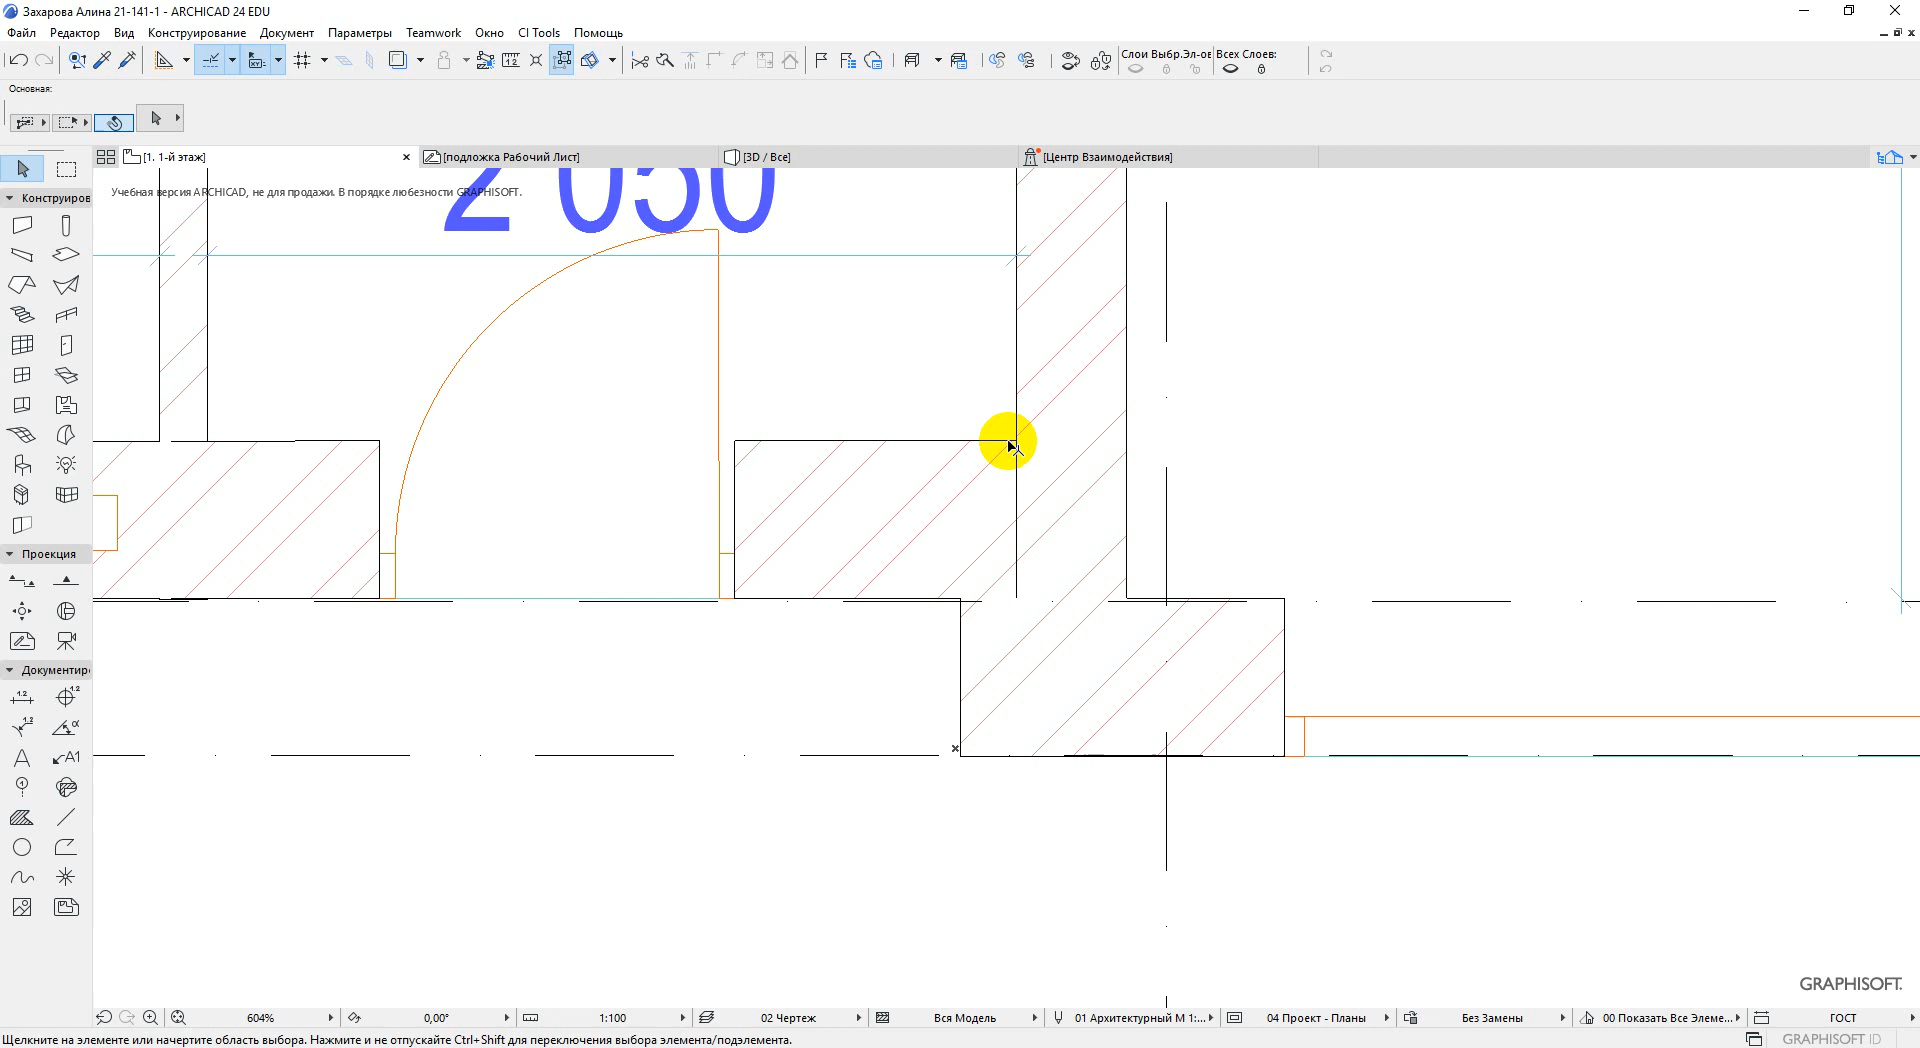 Захарова Алина 21-141-1 - ARCHICAD 24 EDU
Файл Редактор Вид Конструирование Документ Параметры Teamwork Окно CI Tools Помощь
Слои Выбр.Эл-ов Всех Слоев:
Основная:
[1. 1-й этаж] [подложка Рабочий Лист] [3D / Все] [Центр Взаимодействия]
Учебная версия ARCHICAD, не для продажи. В порядке любезности GRAPHISOFT.
2 050
Конструиров
Проекция
Документир
GRAPHISOFT.
604% 0,00° 1:100 02 Чертеж Вся Модель 01 Архитектурный М 1:... 04 Проект - Планы Без Замены 00 Показать Все Элеме... ГОСТ
Щелкните на элементе или начертите область выбора. Нажмите и не отпускайте Ctrl+Shift для переключения выбора элемента/подэлемента.
GRAPHISOFT ID